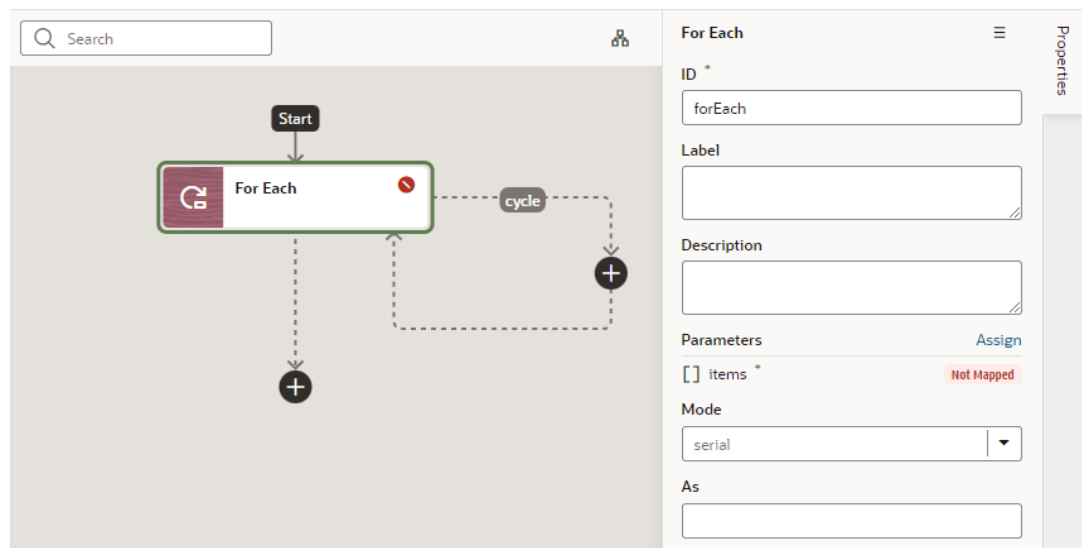 Search
Start
For Each
cycle
For Each
ID *
forEach
Label
Description
Parameters
Assign
[] items *
Not Mapped
Mode
serial
As
Properties